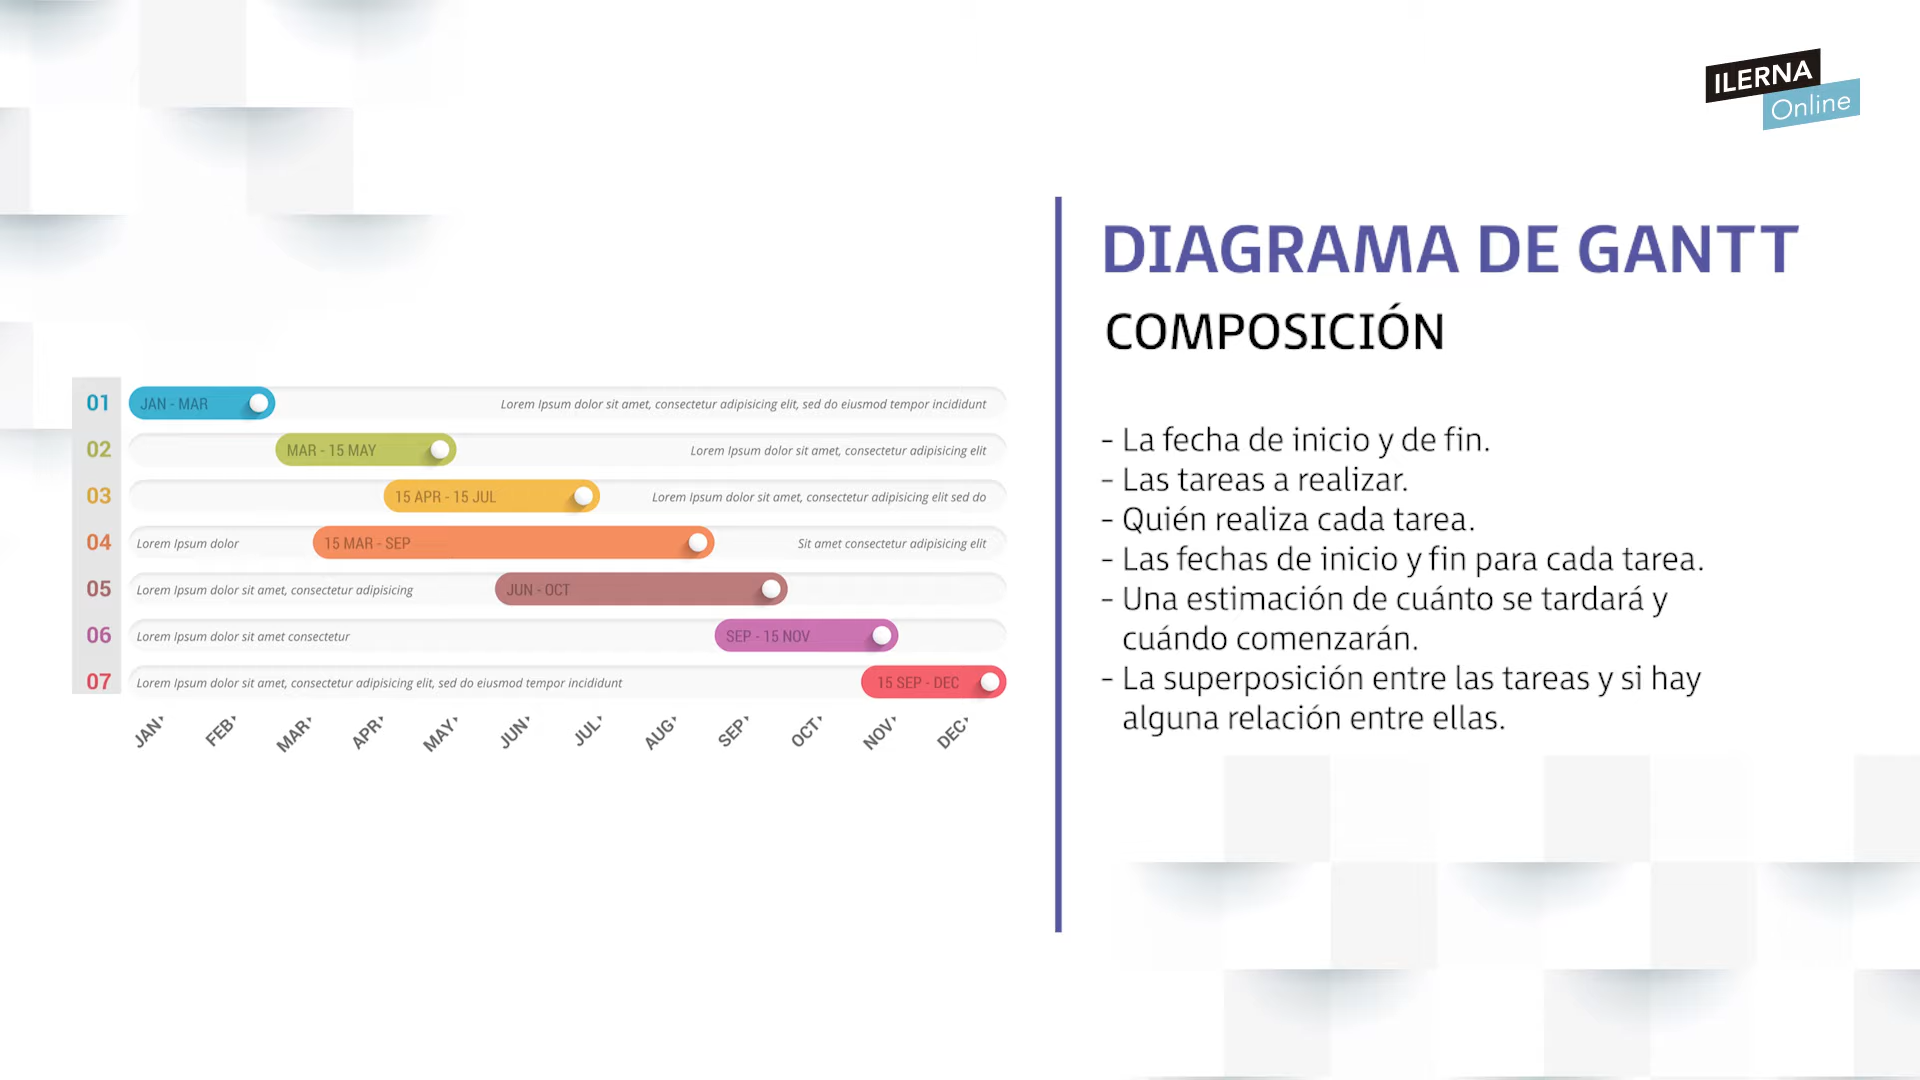 ILERNA
Online
DIAGRAMA DE GANTT
COMPOSICIÓN
- La fecha de inicio y de fin.
- Las tareas a realizar.
- Quién realiza cada tarea.
- Las fechas de inicio y fin para cada tarea.
- Una estimación de cuánto se tardará y
cuándo comenzarán.
- La superposición entre las tareas y si hay
alguna relación entre ellas.
01 JAN - MAR Lorem Ipsum dolor sit amet, consectetur adipisicing elit, sed do eiusmod tempor incididunt
02 MAR - 15 MAY Lorem Ipsum dolor sit amet, consectetur adipisicing elit
03 15 APR - 15 JUL Lorem Ipsum dolor sit amet, consectetur adipisicing elit sed do
04 Lorem Ipsum dolor 15 MAR - SEP Sit amet consectetur adipisicing elit
05 Lorem Ipsum dolor sit amet, consectetur adipisicing JUN - OCT
06 Lorem Ipsum dolor sit amet consectetur SEP - 15 NOV
07 Lorem Ipsum dolor sit amet, consectetur adipisicing elit, sed do eiusmod tempor incididunt 15 SEP - DEC
JAN FEB MAR APR MAY JUN JUL AUG SEP OCT NOV DEC